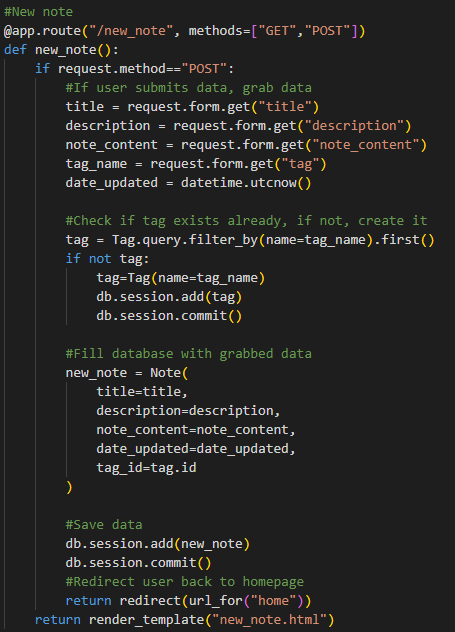 #New note
@app.route("/new_note", methods=["GET","POST"])
def new_note():
    if request.method=="POST":
        #If user submits data, grab data
        title = request.form.get("title")
        description = request.form.get("description")
        note_content = request.form.get("note_content")
        tag_name = request.form.get("tag")
        date_updated = datetime.utcnow()

        #Check if tag exists already, if not, create it
        tag = Tag.query.filter_by(name=tag_name).first()
        if not tag:
            tag=Tag(name=tag_name)
            db.session.add(tag)
            db.session.commit()

        #Fill database with grabbed data
        new_note = Note(
            title=title,
            description=description,
            note_content=note_content,
            date_updated=date_updated,
            tag_id=tag.id
        )

        #Save data
        db.session.add(new_note)
        db.session.commit()
        #Redirect user back to homepage
        return redirect(url_for("home"))
    return render_template("new_note.html")